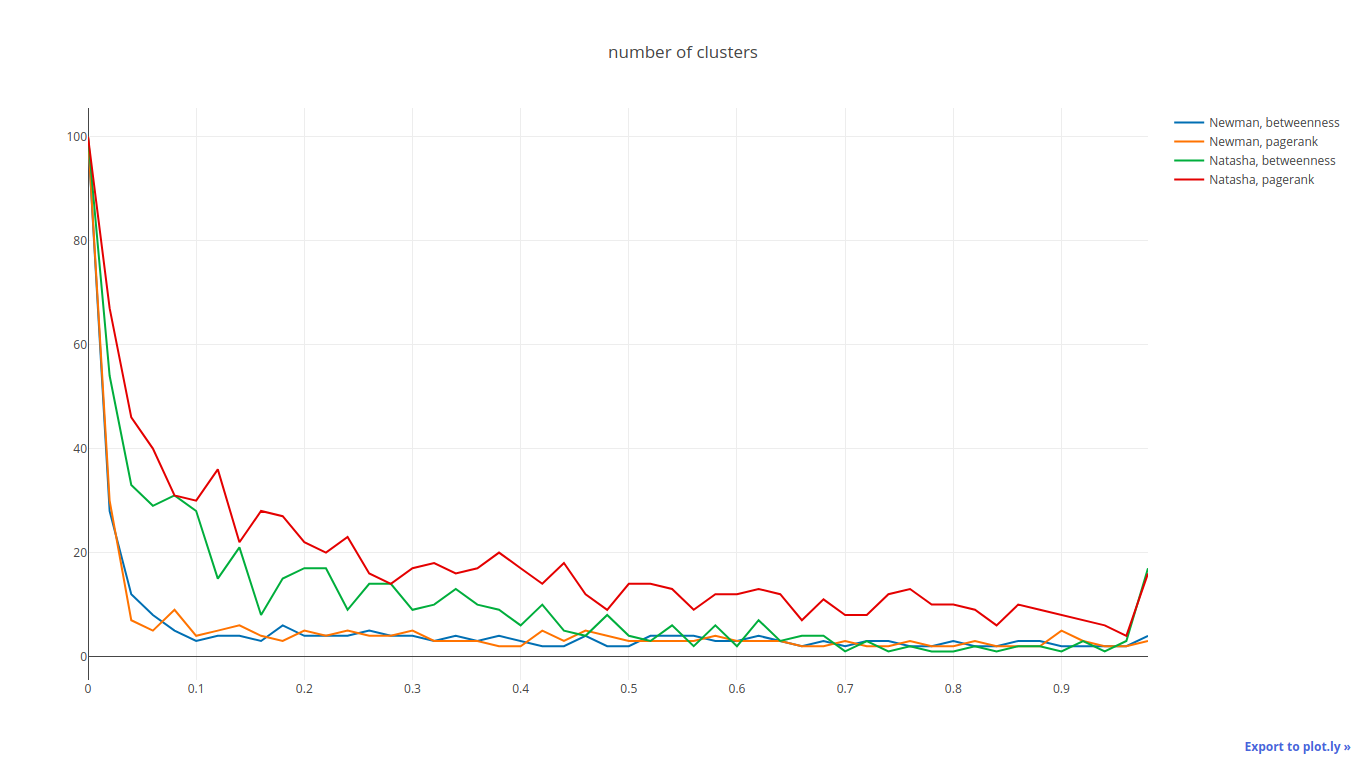 number of clusters
Newman, betweenness
Newman, pagerank
Natasha, betweenness
Natasha, pagerank
100
80
60
40
20
0
0 0.1 0.2 0.3 0.4 0.5 0.6 0.7 0.8 0.9
Export to plot.ly »